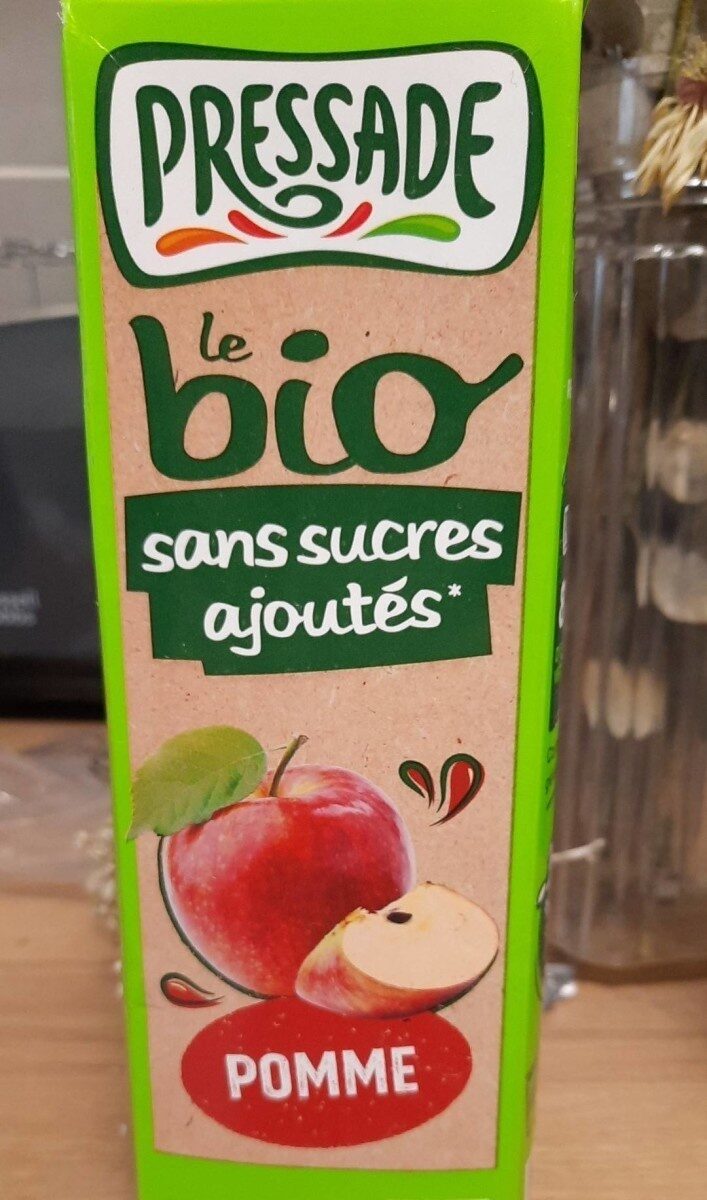 PRESSADE
le
bio
sans sucres
ajoutés*
POMME